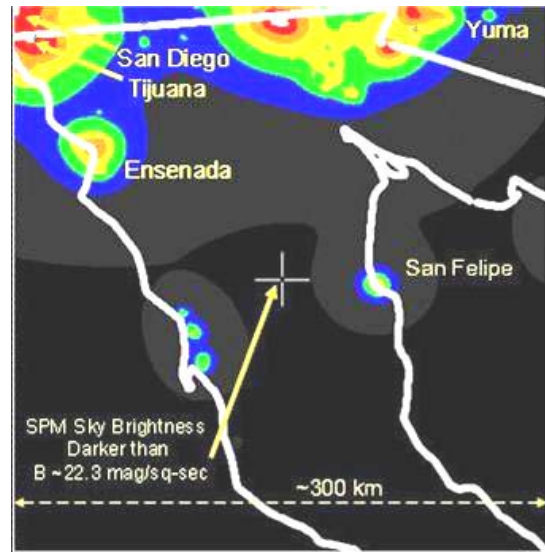 San Diego
Yuma
Tijuana
Ensenada
San Felipe
SPM Sky Brightness
Darker than
B ~22.3 mag/sq-sec
~300 km